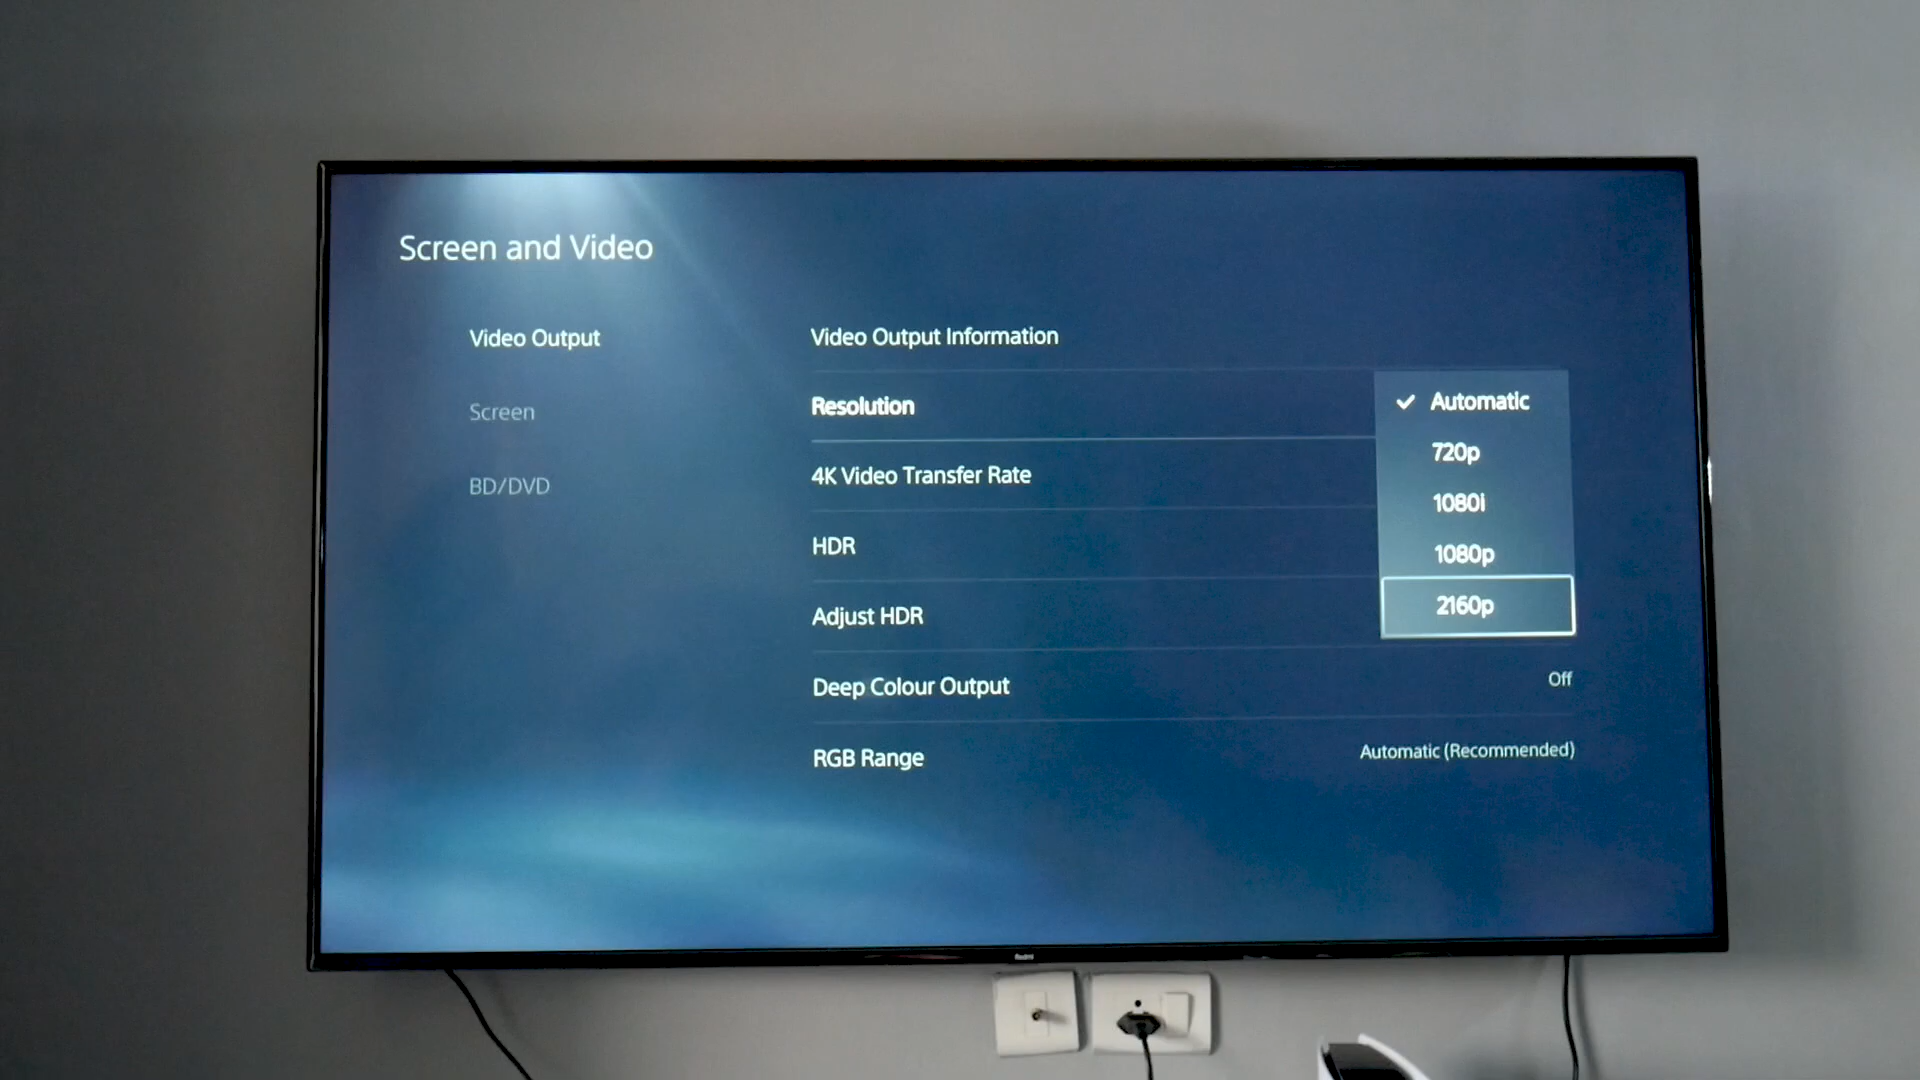 Screen and Video
Video Output
Screen
BD/DVD
Video Output Information
Resolution
4K Video Transfer Rate
HDR
Adjust HDR
Deep Colour Output
Off
RGB Range
Automatic (Recommended)
Automatic
720p
1080i
1080p
2160p
Redmi